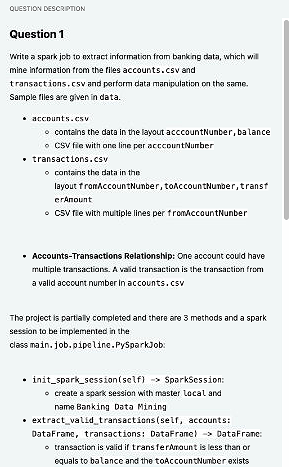 QUESTION DESCRIPTION
Question 1
Write a spark job to extract information from banking data, which will
mine information from the files accounts.csv and
transactions.csv and perform data manipulation on the same.
Sample files are given in data.
• accounts.csv
◦ contains the data in the layout acccountNumber,balance
◦ CSV file with one line per acccountNumber
• transactions.csv
◦ contains the data in the
layout fromAccountNumber,toAccountNumber,transf
erAmount
◦ CSV file with multiple lines per fromAccountNumber
• Accounts-Transactions Relationship: One account could have
multiple transactions. A valid transaction is the transaction from
a valid account number in accounts.csv
The project is partially completed and there are 3 methods and a spark
session to be implemented in the
class main.job.pipeline.PySparkJob:
• init_spark_session(self) -> SparkSession:
◦ create a spark session with master local and
name Banking Data Mining
• extract_valid_transactions(self, accounts:
DataFrame, transactions: DataFrame) -> DataFrame:
◦ transaction is valid if transferAmount is less than or
equals to balance and the toAccountNumber exists